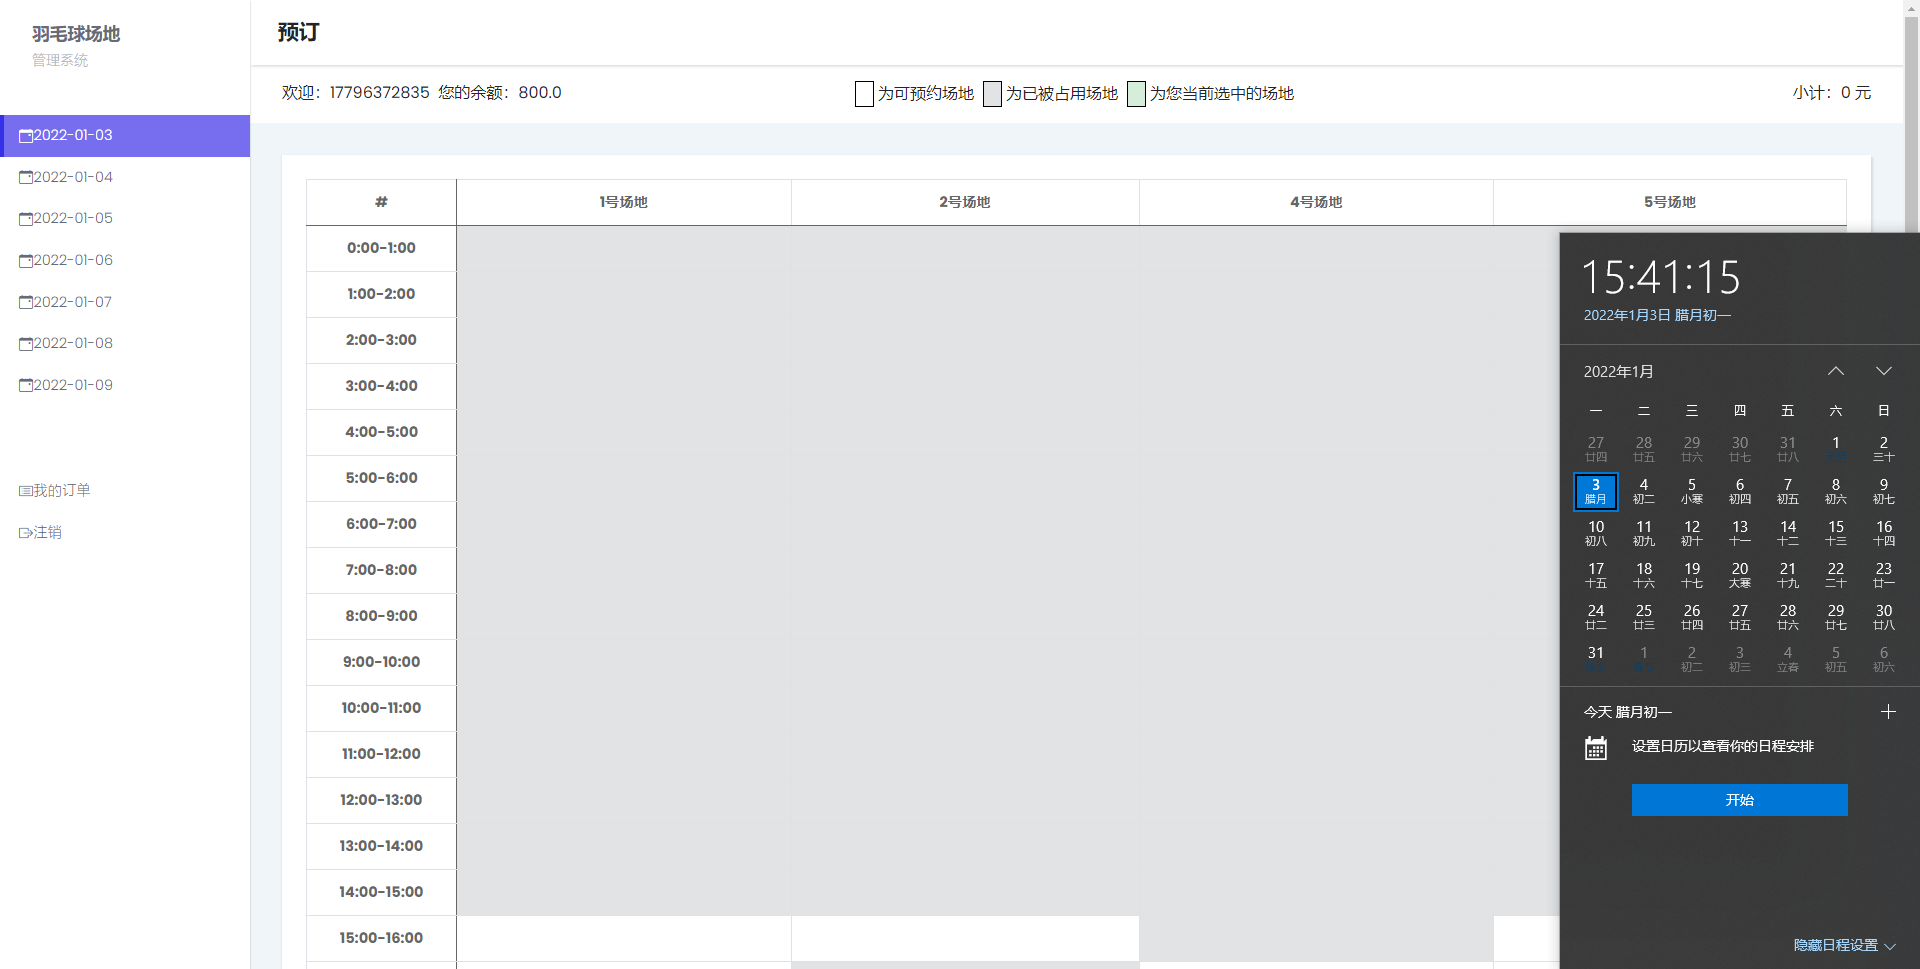 羽毛球场地
管理系统
2022-01-03
2022-01-04
2022-01-05
2022-01-06
2022-01-07
2022-01-08
2022-01-09
我的订单
注销
预订
欢迎：17796372835 您的余额：800.0
为可预约场地 为已被占用场地 为您当前选中的场地
小计：0 元
# 1号场地 2号场地 4号场地 5号场地
0:00-1:00
1:00-2:00
2:00-3:00
3:00-4:00
4:00-5:00
5:00-6:00
6:00-7:00
7:00-8:00
8:00-9:00
9:00-10:00
10:00-11:00
11:00-12:00
12:00-13:00
13:00-14:00
14:00-15:00
15:00-16:00
15:41:15
2022年1月3日 腊月初一
2022年1月
一 二 三 四 五 六 日
27 28 29 30 31 1 2
廿四 廿五 廿六 廿七 廿八 三十
3 4 5 6 7 8 9
腊月 初二 小寒 初四 初五 初六 初七
10 11 12 13 14 15 16
初八 初九 初十 十一 十二 十三 十四
17 18 19 20 21 22 23
十五 十六 十七 大寒 十九 二十 廿一
24 25 26 27 28 29 30
廿二 廿三 廿四 廿五 廿六 廿七 廿八
31 1 2 3 4 5 6
初二 初三 立春 初五 初六
今天 腊月初一
设置日历以查看你的日程安排
开始
隐藏日程设置